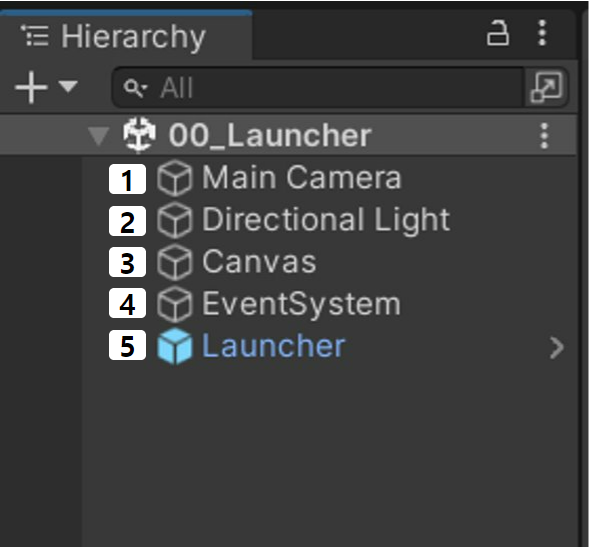 Hierarchy
All
00_Launcher
1 Main Camera
2 Directional Light
3 Canvas
4 EventSystem
5 Launcher